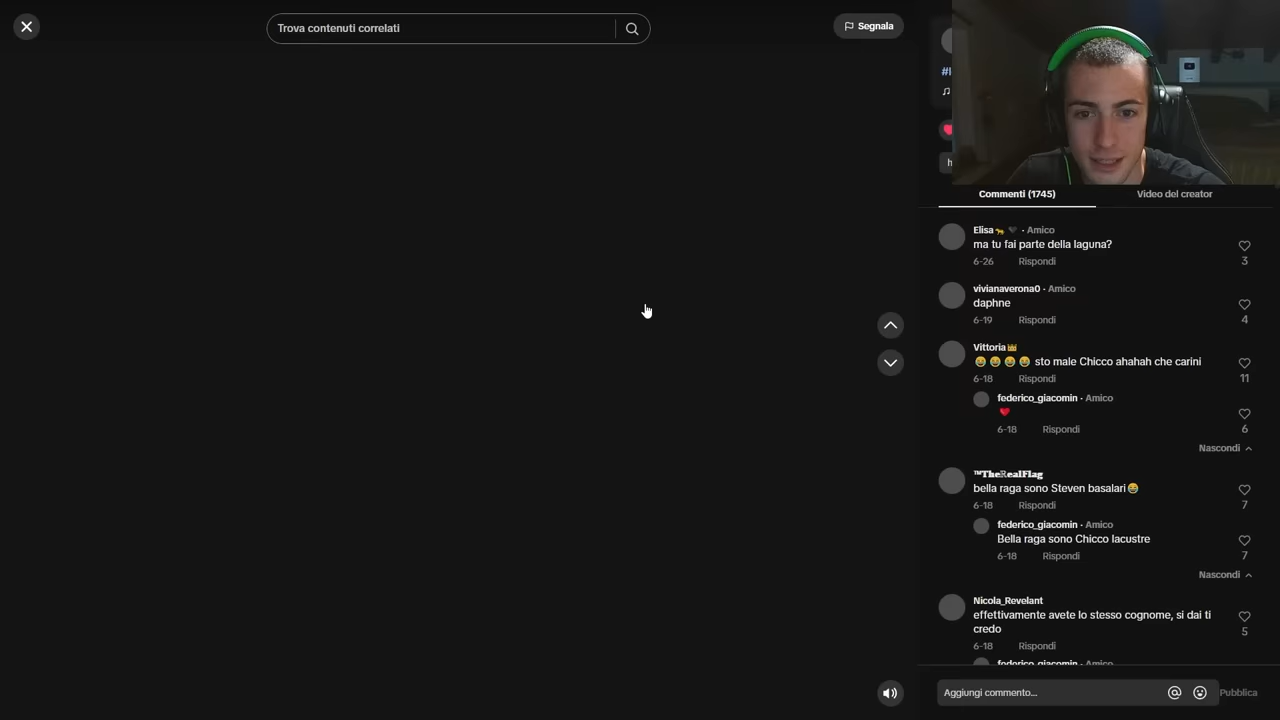 Trova contenuti correlati
Segnala
Commenti (1745)
Video del creator
Elisa🐆🖤 · Amico
ma tu fai parte della laguna?
6-26 Rispondi
3
vivianaverona0 · Amico
daphne
6-19 Rispondi
4
Vittoria👑
😂😂😂😂 sto male Chicco ahahah che carini
6-18 Rispondi
11
federico_giacomin · Amico
❤️
6-18 Rispondi
6
Nascondi
™𝐓𝐡𝐞ℝ𝐞𝐚𝐥𝐅𝐥𝐚𝐠
bella raga sono Steven basalari😂
6-18 Rispondi
7
federico_giacomin · Amico
Bella raga sono Chicco lacustre
6-18 Rispondi
7
Nascondi
Nicola_Revelant
effettivamente avete lo stesso cognome, si dai ti
credo
6-18 Rispondi
5
federico_giacomin · Amico
Aggiungi commento...
Pubblica